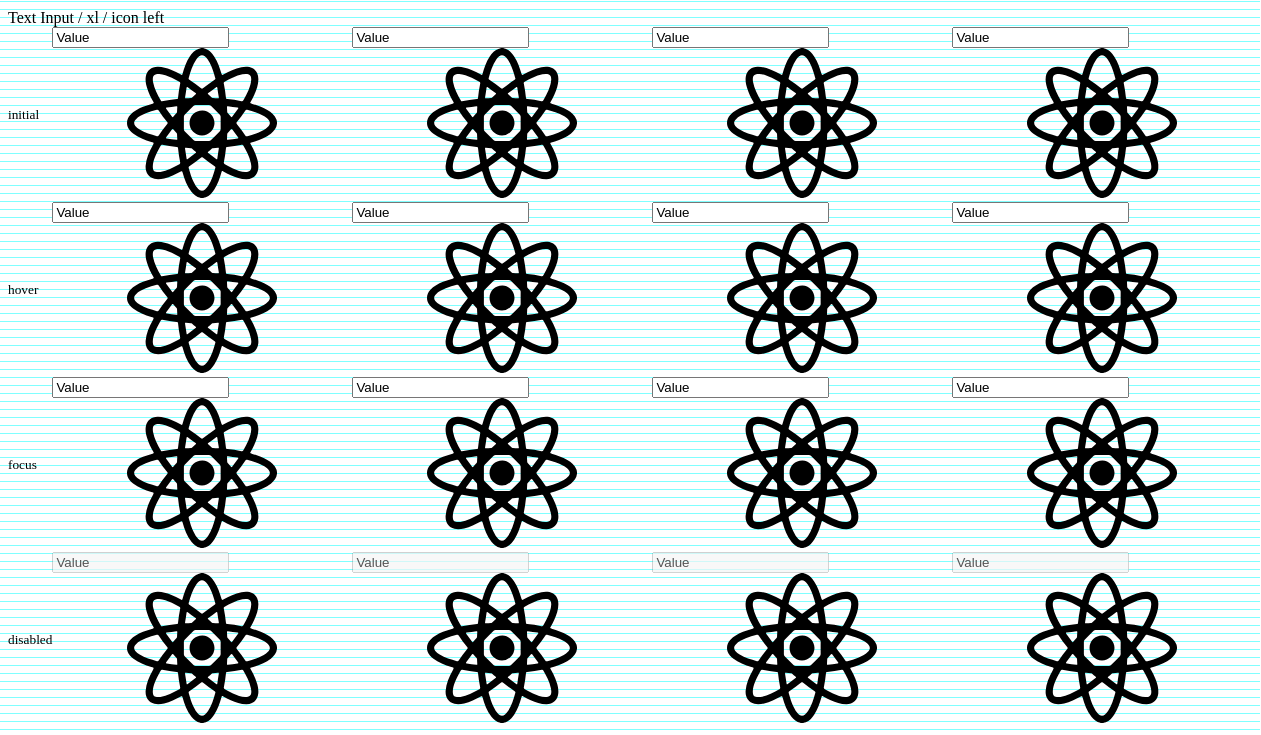 Text Input / xl / icon left
Value Value Value Value
initial
Value Value Value Value
hover
Value Value Value Value
focus
Value Value Value Value
disabled